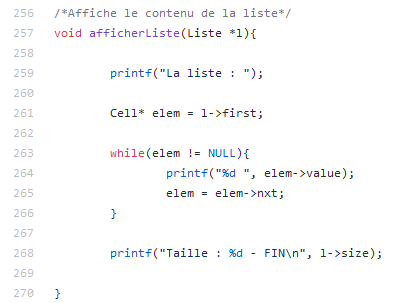 256 /*Affiche le contenu de la liste*/
257 void afficherListe(Liste *l){
258
259 printf("La liste : ");
260
261 Cell* elem = l->first;
262
263 while(elem != NULL){
264 printf("%d ", elem->value);
265 elem = elem->nxt;
266 }
267
268 printf("Taille : %d - FIN\n", l->size);
269
270 }